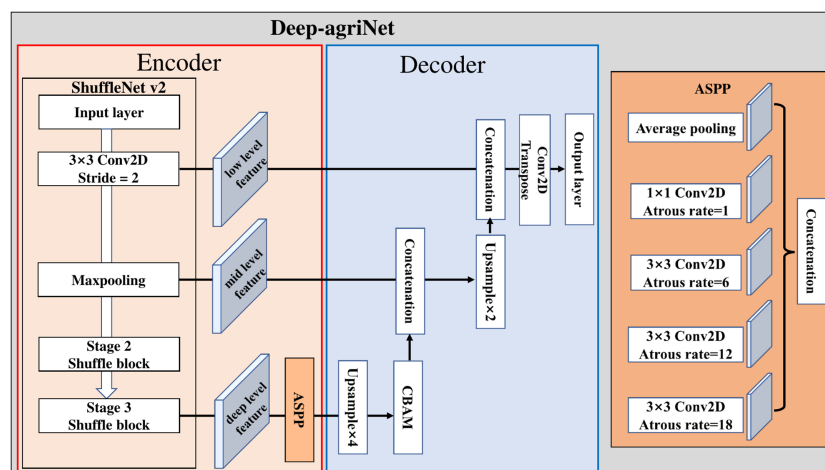 Deep-agriNet
Encoder
ShuffleNet v2
Input layer
3×3 Conv2D
Stride = 2
Maxpooling
Stage 2
Shuffle block
Stage 3
Shuffle block
low level
feature
mid level
feature
deep level
feature
ASPP
Decoder
Upsample×4
CBAM
Concatenation
Upsample×2
Concatenation
Conv2D
Transpose
Output layer
ASPP
Average pooling
1×1 Conv2D
Atrous rate=1
3×3 Conv2D
Atrous rate=6
3×3 Conv2D
Atrous rate=12
3×3 Conv2D
Atrous rate=18
Concatenation